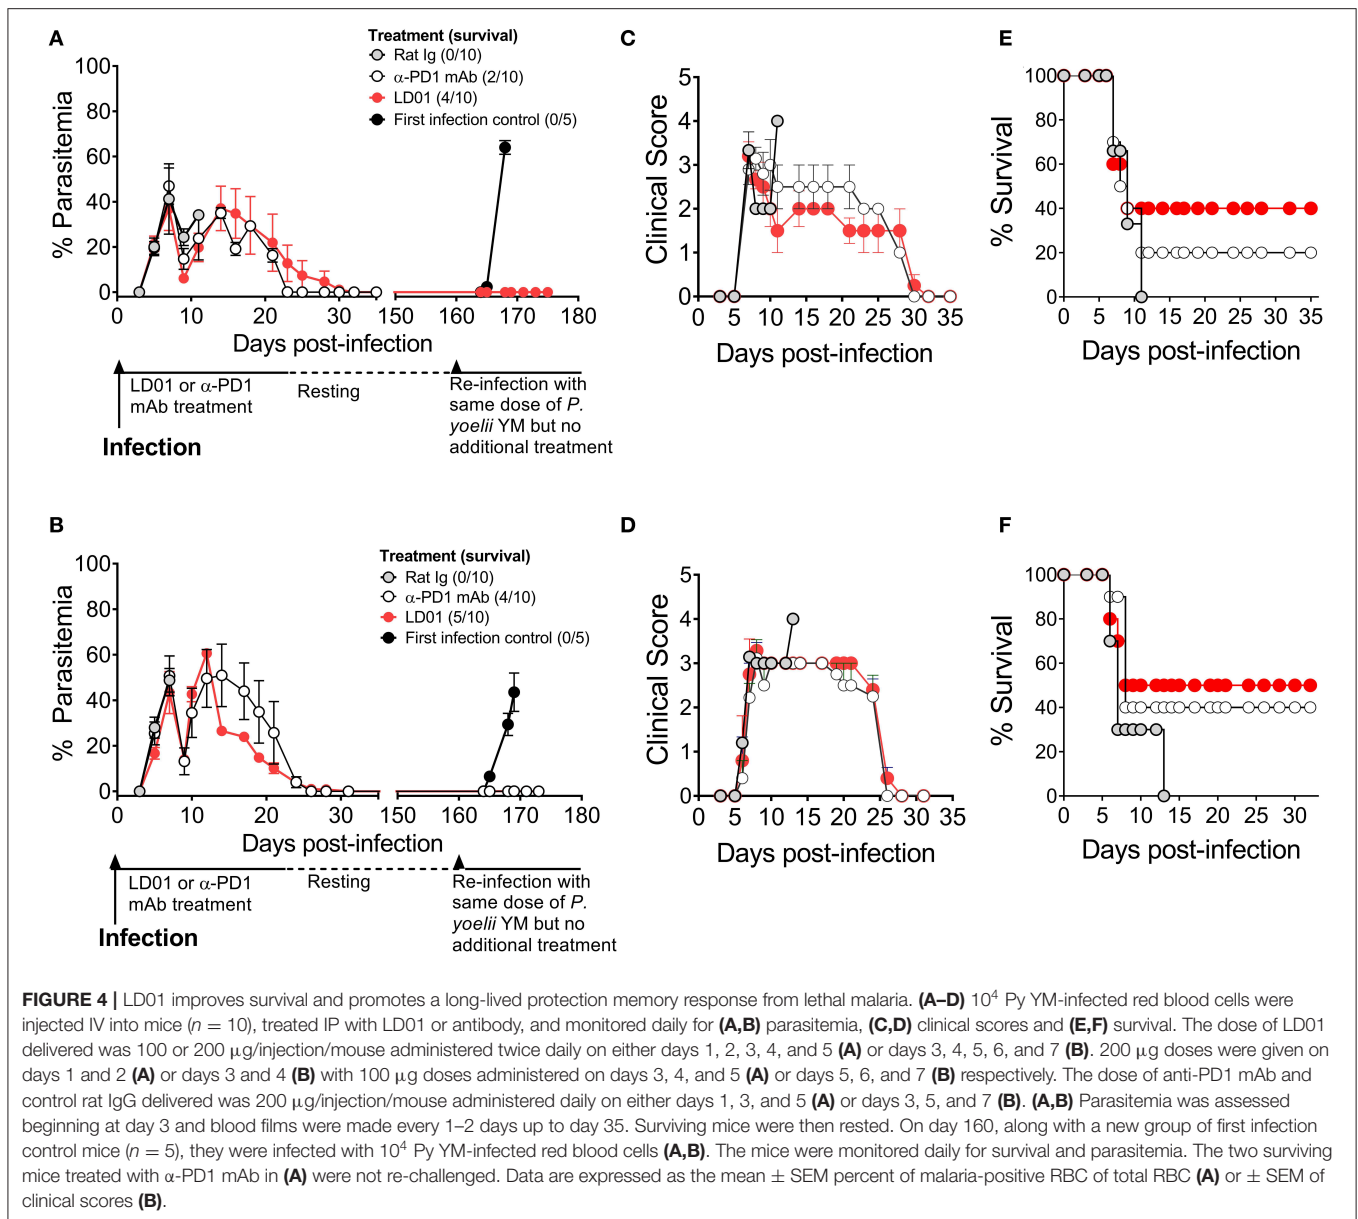 A
Treatment (survival)
Rat Ig (0/10)
α-PD1 mAb (2/10)
LD01 (4/10)
First infection control (0/5)
% Parasitemia
100
80
60
40
20
0
0 10 20 30 150 160 170 180
Days post-infection
LD01 or α-PD1
mAb treatment
Resting
Re-infection with
same dose of P.
yoelii YM but no
additional treatment
Infection
C
Clinical Score
5
4
3
2
1
0
0 5 10 15 20 25 30 35
Days post-infection
E
% Survival
100
80
60
40
20
0
0 5 10 15 20 25 30 35
Days post-infection
B
Treatment (survival)
Rat Ig (0/10)
α-PD1 mAb (4/10)
LD01 (5/10)
First infection control (0/5)
% Parasitemia
100
80
60
40
20
0
0 10 20 30 150 160 170 180
Days post-infection
LD01 or α-PD1
mAb treatment
Resting
Re-infection with
same dose of P.
yoelii YM but no
additional treatment
Infection
D
Clinical Score
5
4
3
2
1
0
0 5 10 15 20 25 30 35
Days post-infection
F
% Survival
100
80
60
40
20
0
0 5 10 15 20 25 30
Days post-infection
FIGURE 4 | LD01 improves survival and promotes a long-lived protection memory response from lethal malaria. (A–D) 10⁴ Py YM-infected red blood cells were
injected IV into mice (n = 10), treated IP with LD01 or antibody, and monitored daily for (A,B) parasitemia, (C,D) clinical scores and (E,F) survival. The dose of LD01
delivered was 100 or 200 μg/injection/mouse administered twice daily on either days 1, 2, 3, 4, and 5 (A) or days 3, 4, 5, 6, and 7 (B). 200 μg doses were given on
days 1 and 2 (A) or days 3 and 4 (B) with 100 μg doses administered on days 3, 4, and 5 (A) or days 5, 6, and 7 (B) respectively. The dose of anti-PD1 mAb and
control rat IgG delivered was 200 μg/injection/mouse administered daily on either days 1, 3, and 5 (A) or days 3, 5, and 7 (B). (A,B) Parasitemia was assessed
beginning at day 3 and blood films were made every 1–2 days up to day 35. Surviving mice were then rested. On day 160, along with a new group of first infection
control mice (n = 5), they were infected with 10⁴ Py YM-infected red blood cells (A,B). The mice were monitored daily for survival and parasitemia. The two surviving
mice treated with α-PD1 mAb in (A) were not re-challenged. Data are expressed as the mean ± SEM percent of malaria-positive RBC of total RBC (A) or ± SEM of
clinical scores (B).